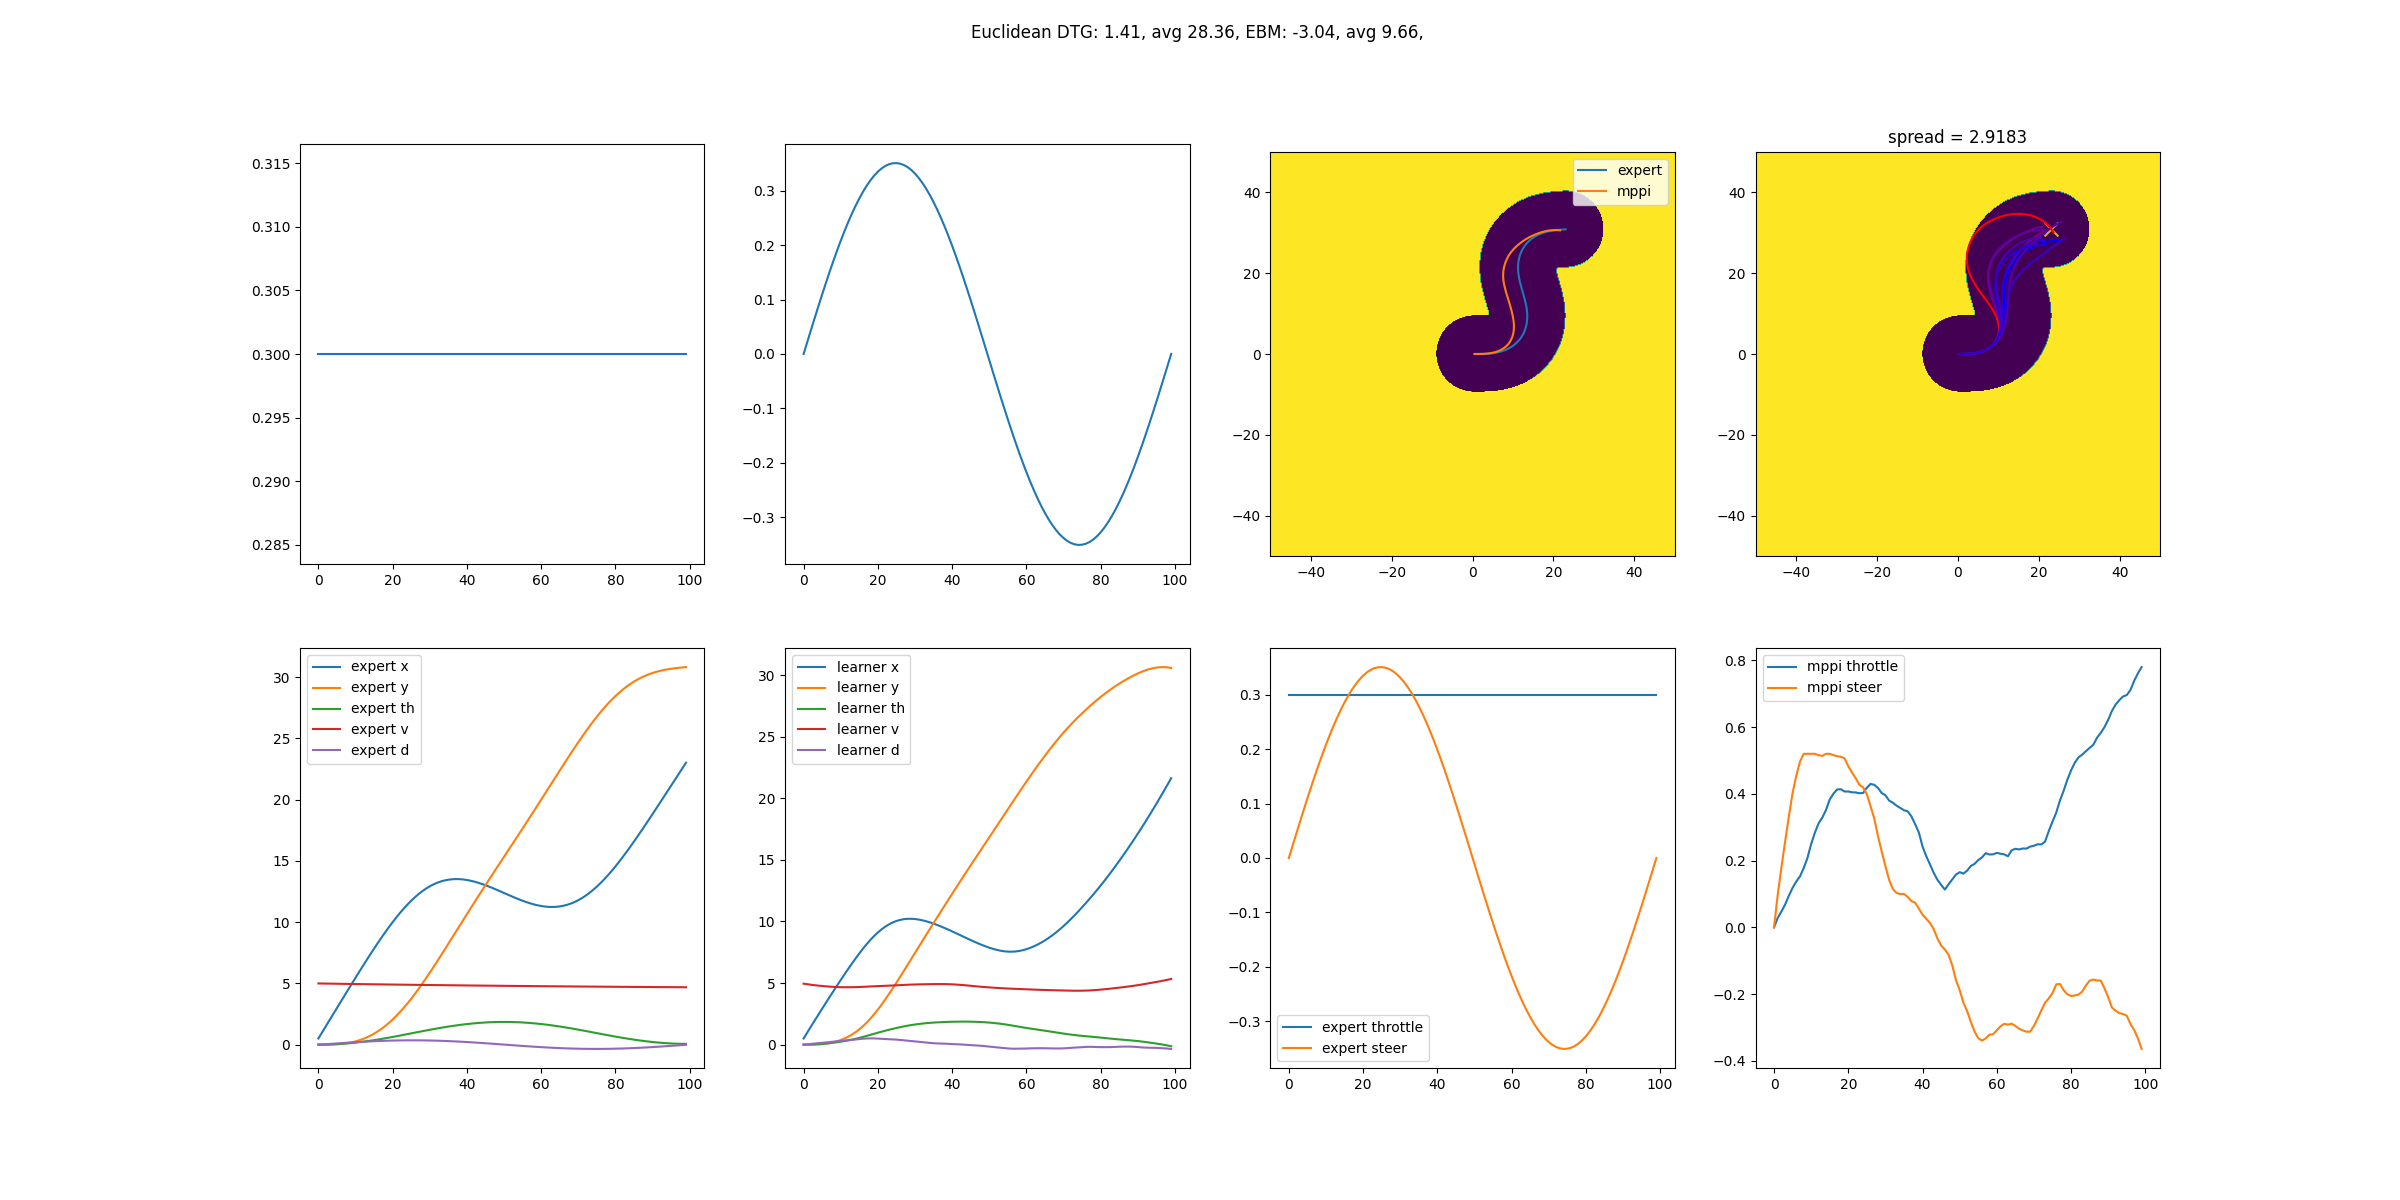 Euclidean DTG: 1.41, avg 28.36, EBM: -3.04, avg 9.66,
0.315
0.310
0.305
0.300
0.295
0.290
0.285
0 20 40 60 80 100
0.3
0.2
0.1
0.0
−0.1
−0.2
−0.3
0 20 40 60 80 100
expert
mppi
40
20
0
−20
−40
−40 −20 0 20 40
spread = 2.9183
40
20
0
−20
−40
−40 −20 0 20 40
expert x
expert y
expert th
expert v
expert d
30
25
20
15
10
5
0
0 20 40 60 80 100
learner x
learner y
learner th
learner v
learner d
30
25
20
15
10
5
0
0 20 40 60 80 100
0.3
0.2
0.1
0.0
−0.1
−0.2
−0.3
expert throttle
expert steer
0 20 40 60 80 100
mppi throttle
mppi steer
0.8
0.6
0.4
0.2
0.0
−0.2
−0.4
0 20 40 60 80 100